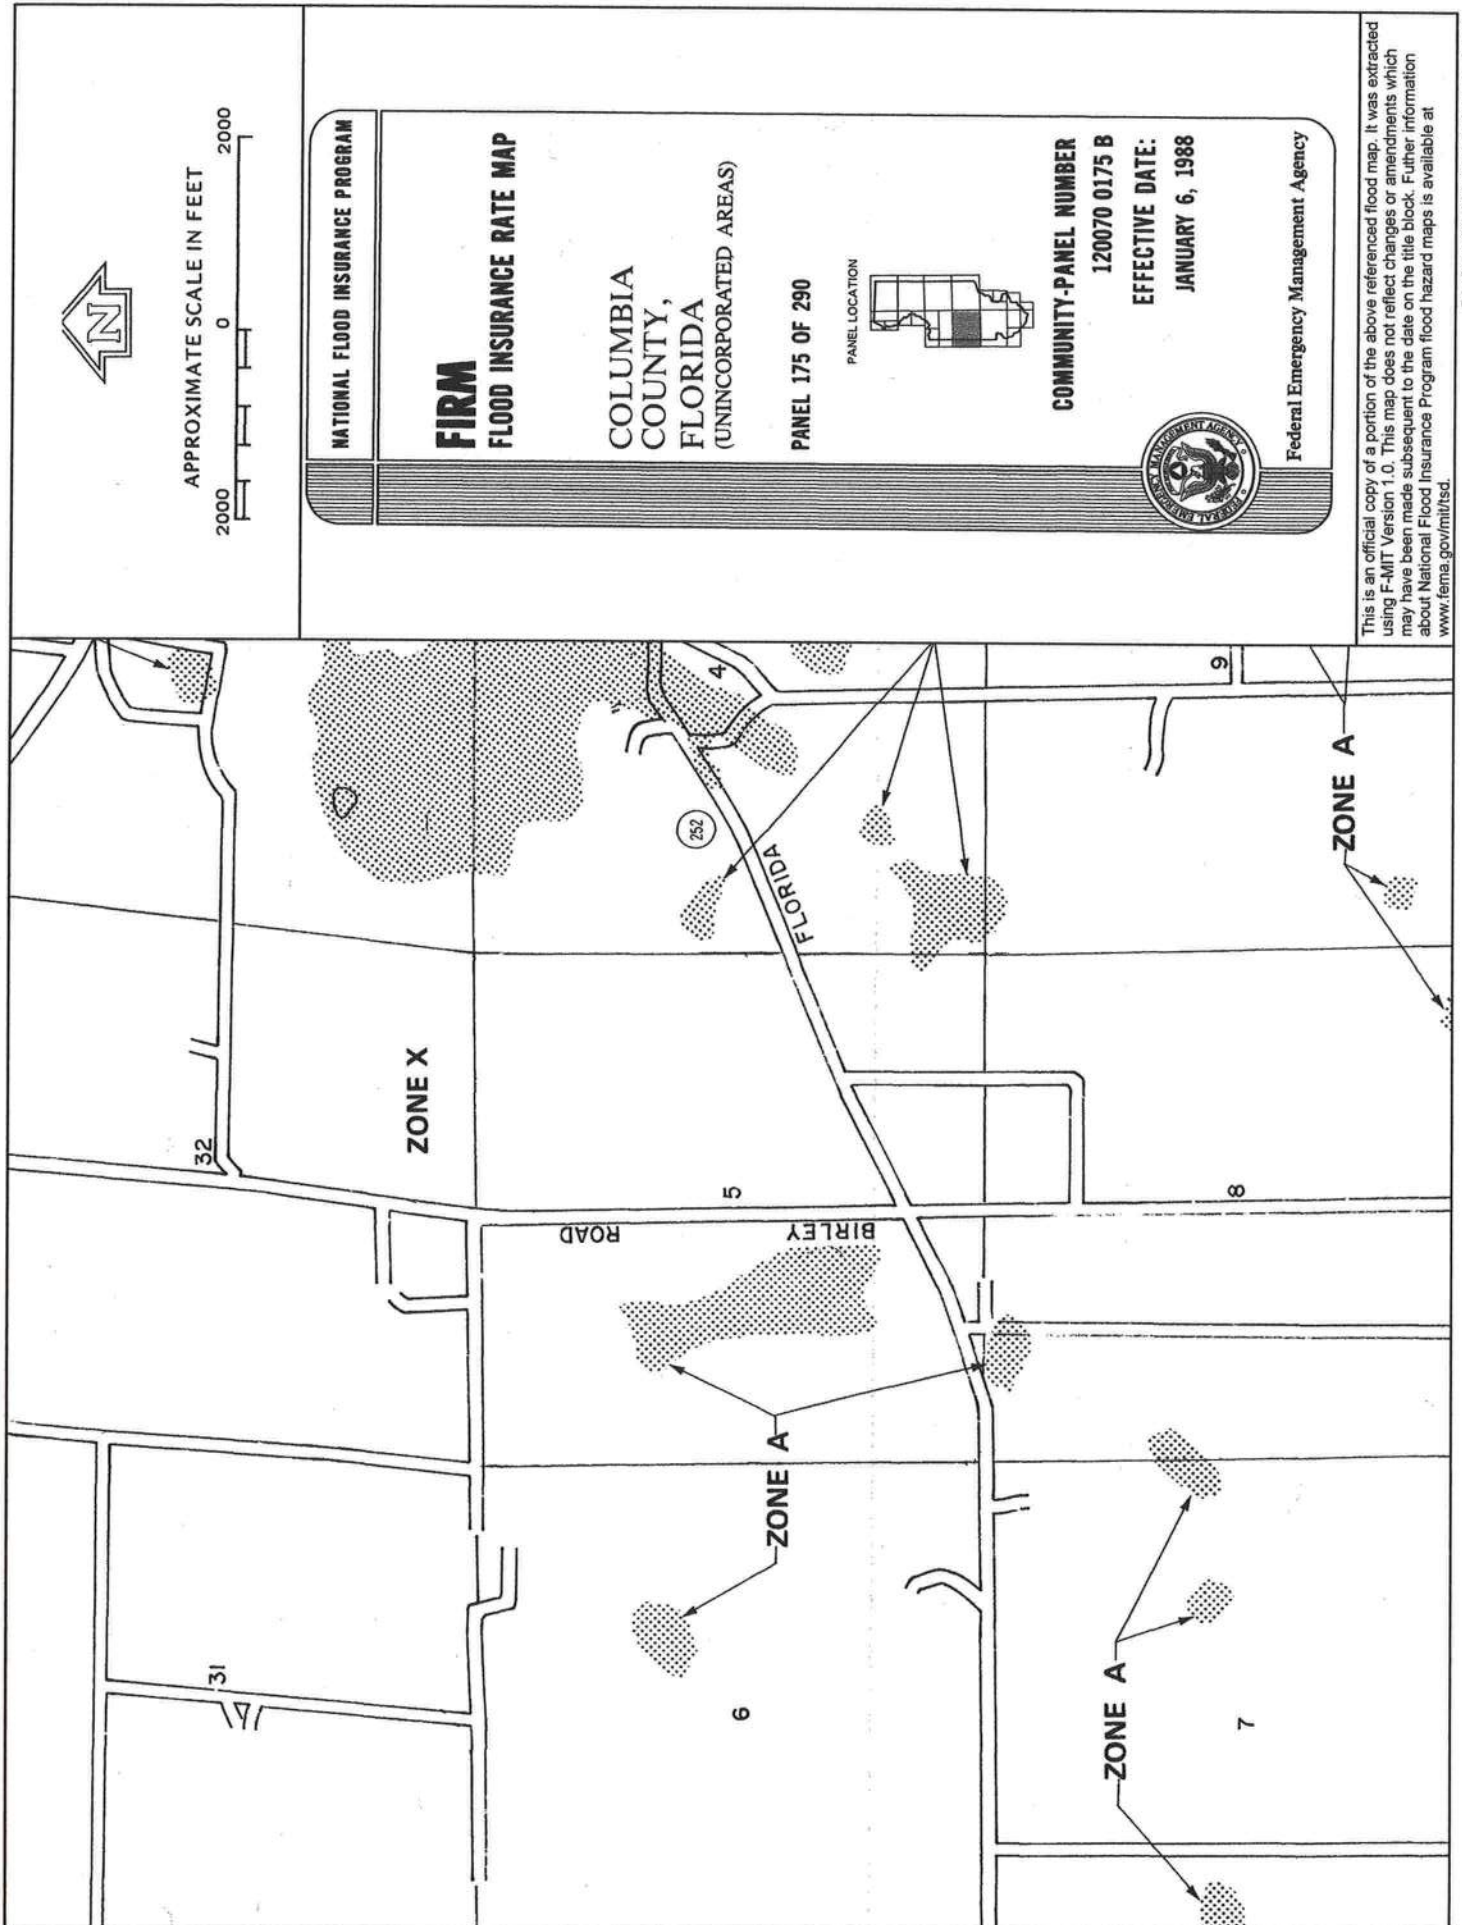 APPROXIMATE SCALE IN FEET
2000 0 2000
N
NATIONAL FLOOD INSURANCE PROGRAM
FIRM
FLOOD INSURANCE RATE MAP
COLUMBIA
COUNTY,
FLORIDA
(UNINCORPORATED AREAS)
PANEL 175 OF 290
PANEL LOCATION
COMMUNITY-PANEL NUMBER
120070 0175 B
EFFECTIVE DATE:
JANUARY 6, 1988
FEDERAL EMERGENCY MANAGEMENT AGENCY
Federal Emergency Management Agency
This is an official copy of a portion of the above referenced flood map. It was extracted
using F-MIT Version 1.0. This map does not reflect changes or amendments which
may have been made subsequent to the date on the title block. Futher information
about National Flood Insurance Program flood hazard maps is available at
www.fema.gov/mit/tsd.
31
32
ZONE X
ROAD
BIRLEY
5
6
4
252
FLORIDA
ZONE A
ZONE A
7
8
9
ZONE A